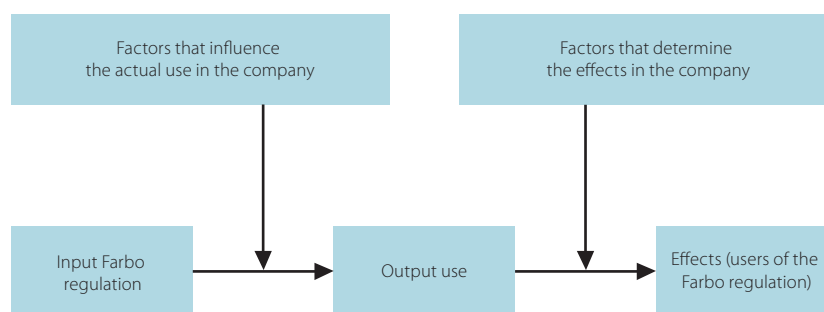 Factors that influence
the actual use in the company
Factors that determine
the effects in the company
Input Farbo
regulation
Output use
Effects (users of the
Farbo regulation)